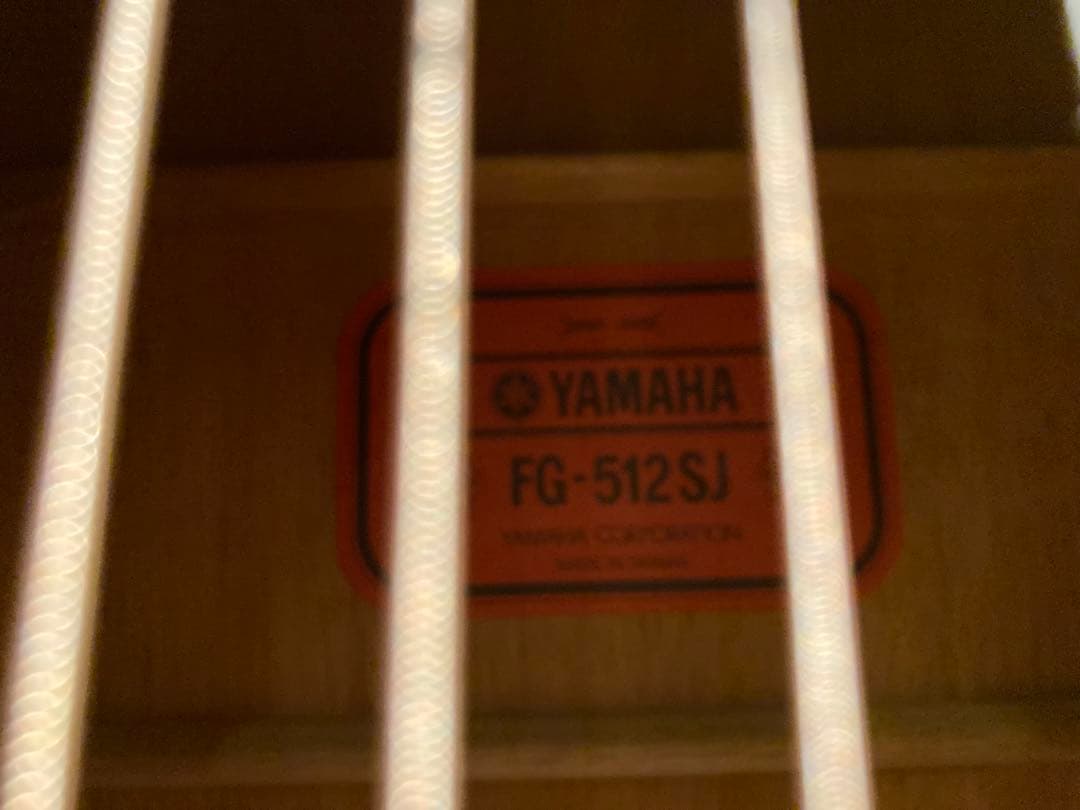 YAMAHA
FG-512SJ
YAMAHA CORPORATION
MADE IN TAIWAN